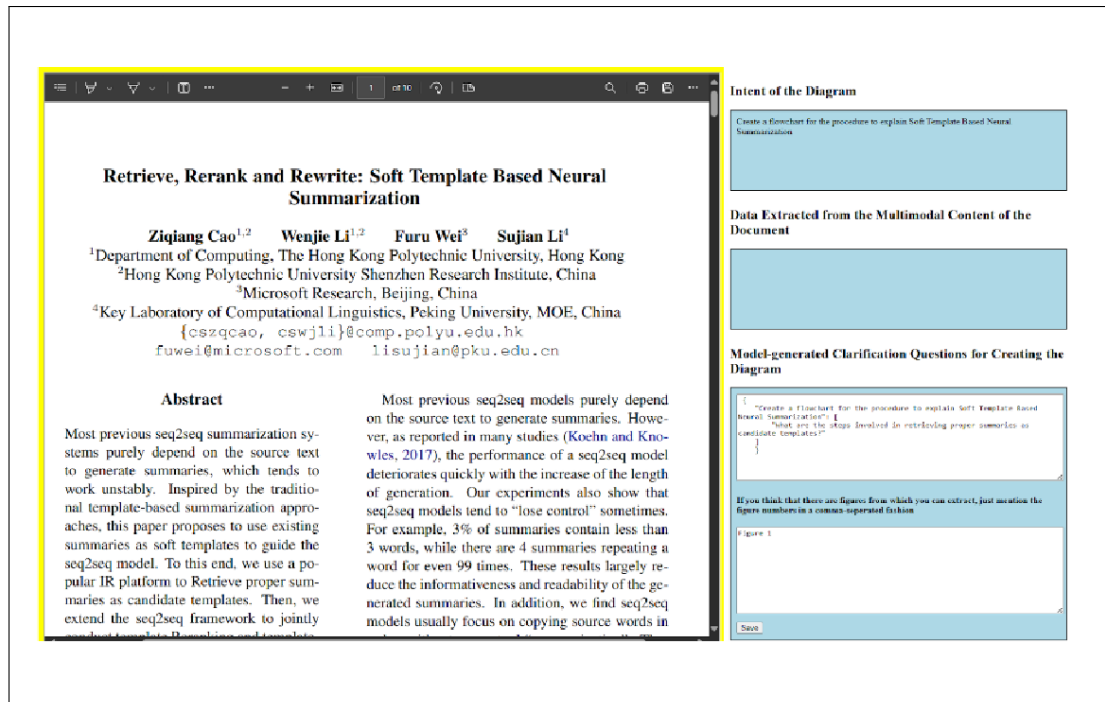 1 of 10
Retrieve, Rerank and Rewrite: Soft Template Based Neural
Summarization
Ziqiang Cao1,2 Wenjie Li1,2 Furu Wei3 Sujian Li4
1Department of Computing, The Hong Kong Polytechnic University, Hong Kong
2Hong Kong Polytechnic University Shenzhen Research Institute, China
3Microsoft Research, Beijing, China
4Key Laboratory of Computational Linguistics, Peking University, MOE, China
{cszqcao, cswjli}@comp.polyu.edu.hk
fuwei@microsoft.com lisujian@pku.edu.cn
Abstract
Most previous seq2seq summarization sy-
stems purely depend on the source text
to generate summaries, which tends to
work unstably. Inspired by the traditio-
nal template-based summarization appro-
aches, this paper proposes to use existing
summaries as soft templates to guide the
seq2seq model. To this end, we use a po-
pular IR platform to Retrieve proper sum-
maries as candidate templates. Then, we
extend the seq2seq framework to jointly
Most previous seq2seq models purely depend
on the source text to generate summaries. Howe-
ver, as reported in many studies (Koehn and Kno-
wles, 2017), the performance of a seq2seq model
deteriorates quickly with the increase of the length
of generation. Our experiments also show that
seq2seq models tend to "lose control" sometimes.
For example, 3% of summaries contain less than
3 words, while there are 4 summaries repeating a
word for even 99 times. These results largely re-
duce the informativeness and readability of the ge-
nerated summaries. In addition, we find seq2seq
models usually focus on copying source words in
Intent of the Diagram
Create a flowchart for the procedure to explain Soft Template Based Neural
Summarization
Data Extracted from the Multimodal Content of the
Document
Model-generated Clarification Questions for Creating the
Diagram
{
"Create a flowchart for the procedure to explain Soft Template Based
Neural Summarization": [
"What are the steps involved in retrieving proper summaries as
candidate templates?"
]
}
If you think that there are figures from which you can extract, just mention the
figure numbers in a comma-seperated fashion
Figure 1
Save